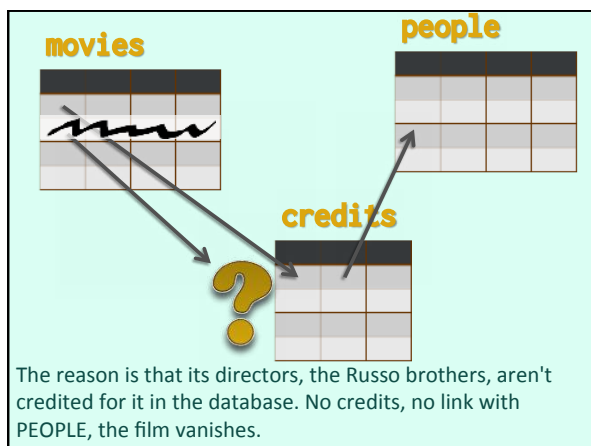 movies
people
credits
?
The reason is that its directors, the Russo brothers, aren't
credited for it in the database. No credits, no link with
PEOPLE, the film vanishes.